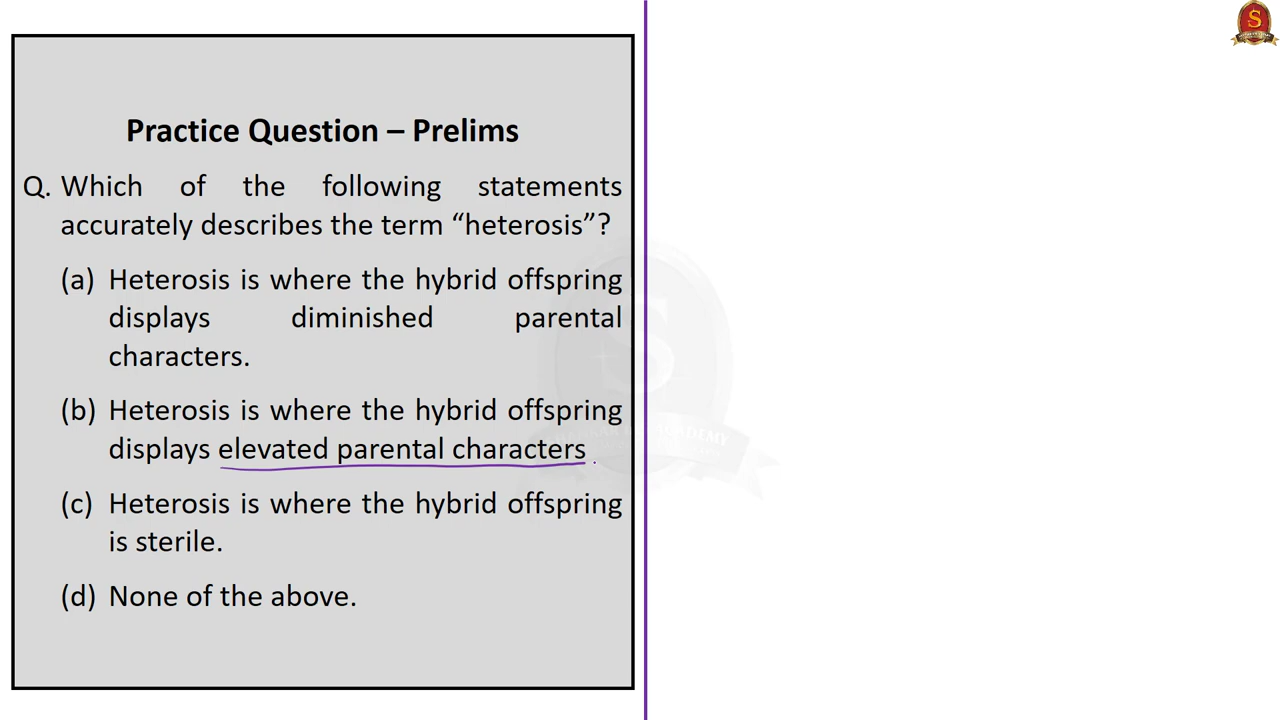 Practice Question – Prelims
Q. Which of the following statements
accurately describes the term “heterosis”?
(a) Heterosis is where the hybrid offspring
displays diminished parental
characters.
(b) Heterosis is where the hybrid offspring
displays elevated parental characters.
(c) Heterosis is where the hybrid offspring
is sterile.
(d) None of the above.